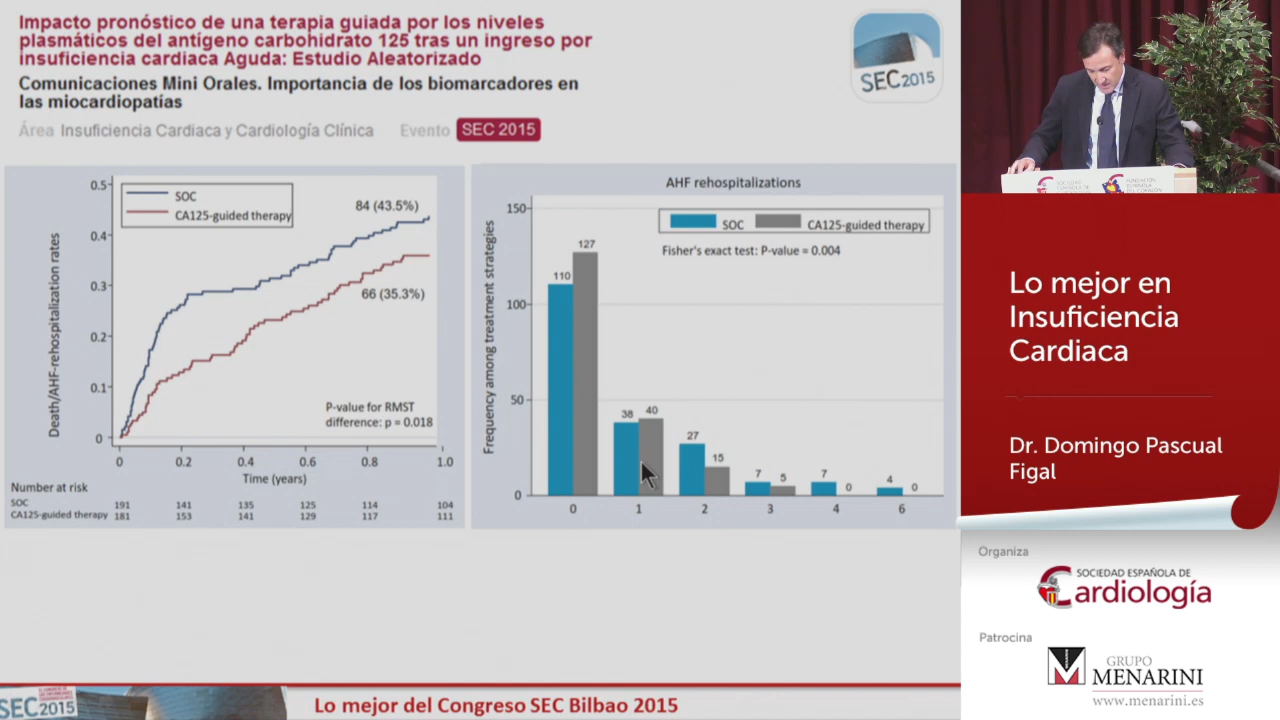 Impacto pronóstico de una terapia guiada por los niveles
plasmáticos del antígeno carbohidrato 125 tras un ingreso por
insuficiencia cardiaca Aguda: Estudio Aleatorizado
Comunicaciones Mini Orales. Importancia de los biomarcadores en
las miocardiopatías
Área Insuficiencia Cardiaca y Cardiología Clínica Evento SEC 2015
SEC2015
Death/AHF-rehospitalization rates
0.5
0.4
0.3
0.2
0.1
0
SOC
CA125-guided therapy
84 (43.5%)
66 (35.3%)
P-value for RMST
difference: p = 0.018
0 0.2 0.4 0.6 0.8 1.0
Time (years)
Number at risk
SOC 191 141 135 125 114 104
CA125-guided therapy 181 153 141 129 117 111
AHF rehospitalizations
Frequency among treatment strategies
150
100
50
0
SOC CA125-guided therapy
Fisher's exact test: P-value = 0.004
110 127
38 40
27 15
7 5
7 0
4 0
0 1 2 3 4 6
Lo mejor en
Insuficiencia
Cardiaca
Dr. Domingo Pascual
Figal
Organiza
SOCIEDAD ESPAÑOLA DE
Cardiología
Patrocina
GRUPO
MENARINI
www.menarini.es
SEC2015
Lo mejor del Congreso SEC Bilbao 2015